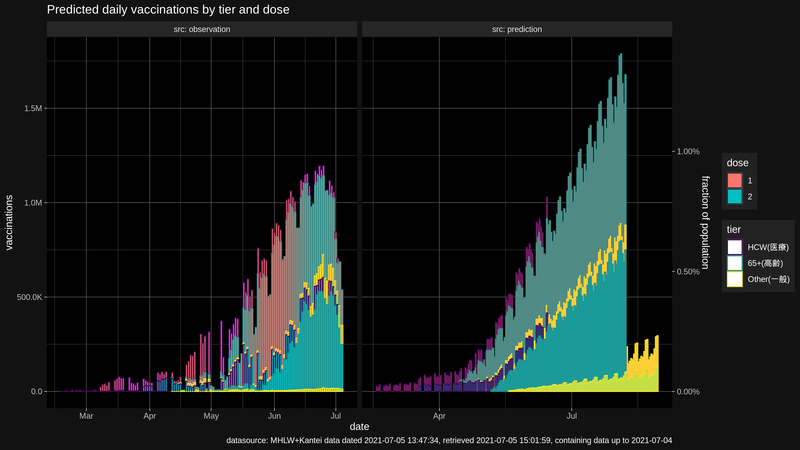 Predicted daily vaccinations by tier and dose
src: observation
src: prediction
1.5M
1.0M
500.0K
0.0
vaccinations
1.00%
0.50%
0.00%
fraction of population
Mar
Apr
May
Jun
Jul
Apr
Jul
date
dose
1
2
tier
HCW(医療)
65+(高齢)
Other(一般)
datasource: MHLW+Kantei data dated 2021-07-05 13:47:34, retrieved 2021-07-05 15:01:59, containing data up to 2021-07-04